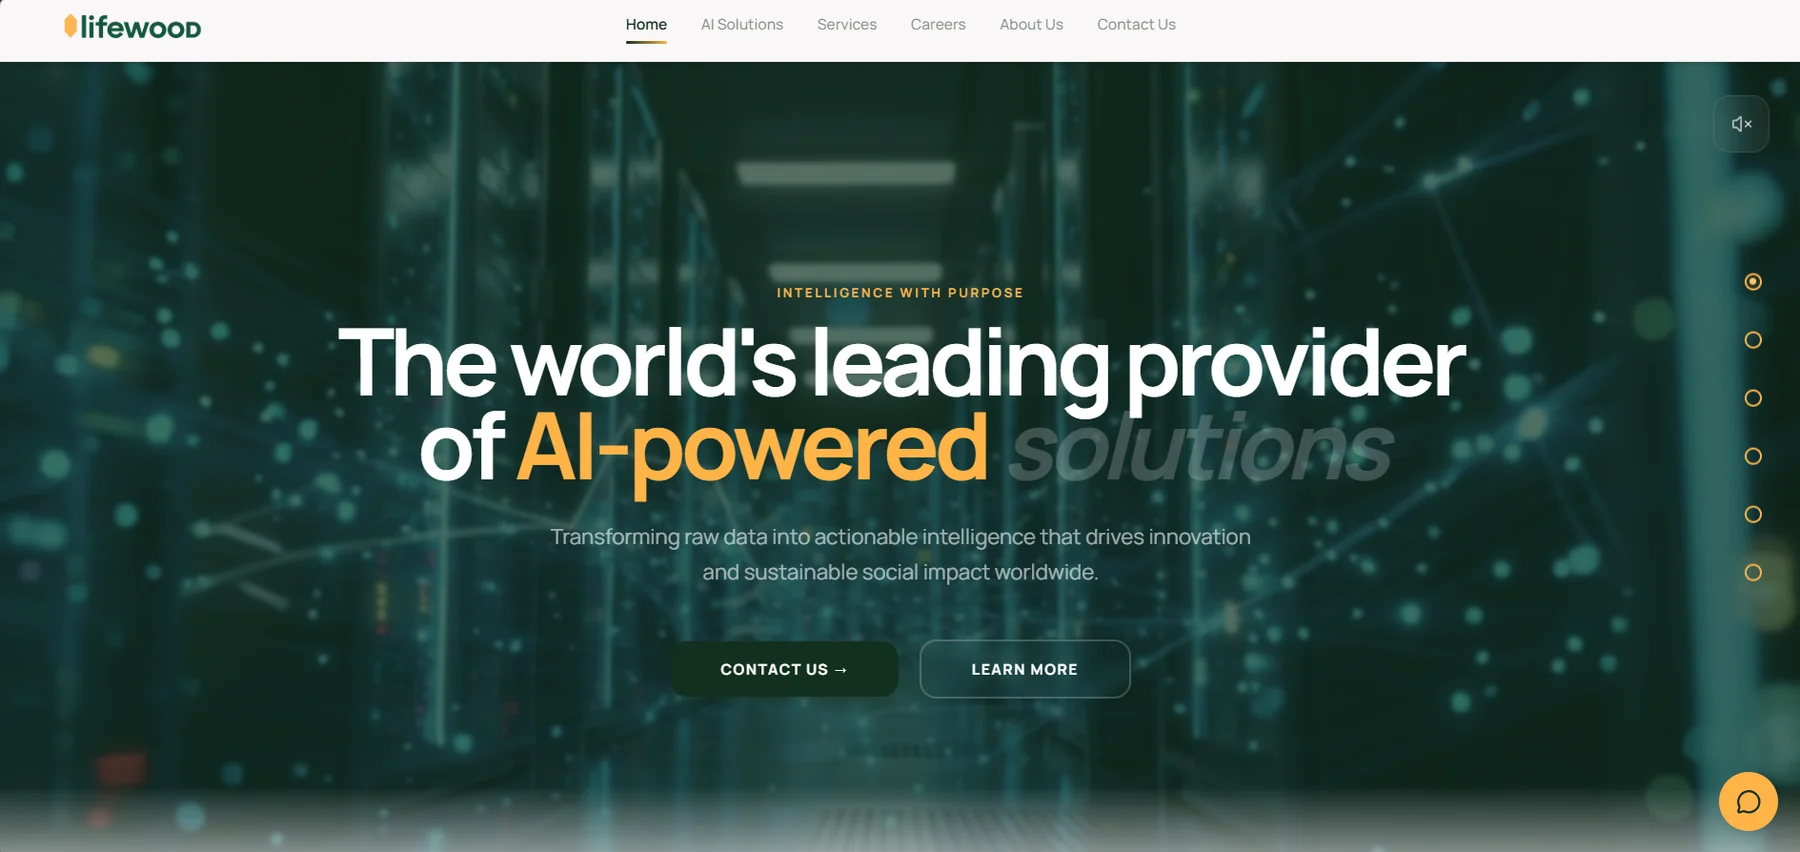 lifewood
Home
AI Solutions
Services
Careers
About Us
Contact Us
INTELLIGENCE WITH PURPOSE
The world's leading provider
of AI-powered solutions
Transforming raw data into actionable intelligence that drives innovation
and sustainable social impact worldwide.
CONTACT US →
LEARN MORE